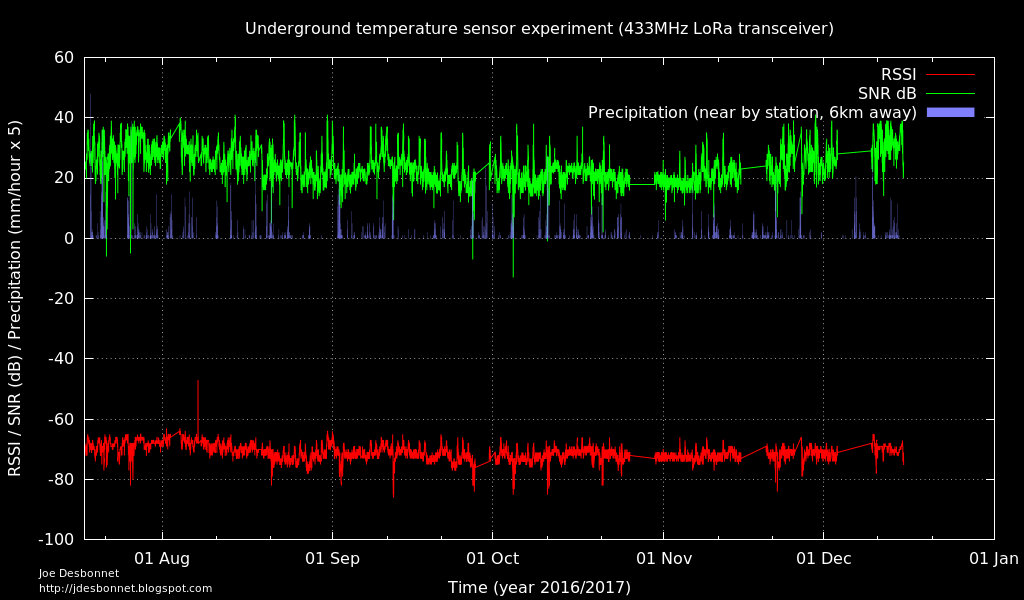 Underground temperature sensor experiment (433MHz LoRa transceiver)
RSSI / SNR (dB) / Precipitation (mm/hour x 5)
60
40
20
0
-20
-40
-60
-80
-100
RSSI
SNR dB
Precipitation (near by station, 6km away)
01 Aug 01 Sep 01 Oct 01 Nov 01 Dec 01 Jan
Time (year 2016/2017)
Joe Desbonnet
http://jdesbonnet.blogspot.com